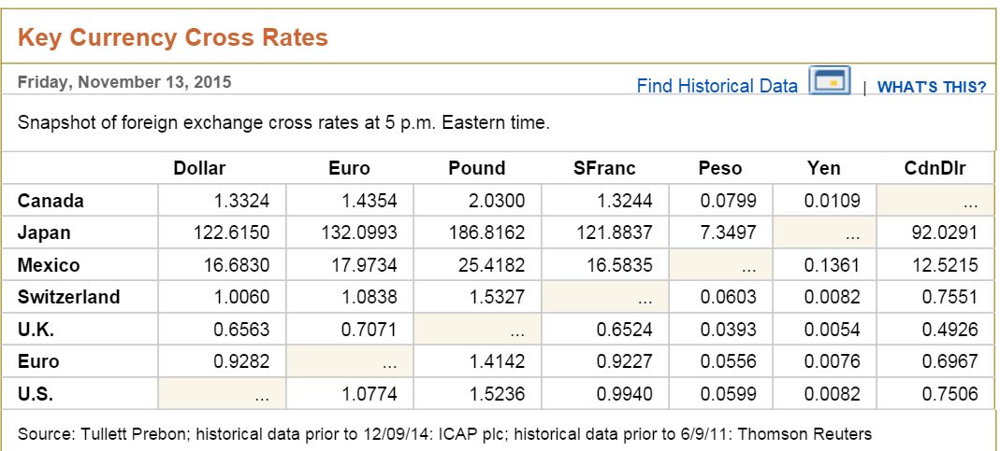 Key Currency Cross Rates
Friday, November 13, 2015 Find Historical Data | WHAT'S THIS?
Snapshot of foreign exchange cross rates at 5 p.m. Eastern time.
Dollar Euro Pound SFranc Peso Yen CdnDlr
Canada 1.3324 1.4354 2.0300 1.3244 0.0799 0.0109 ...
Japan 122.6150 132.0993 186.8162 121.8837 7.3497 ... 92.0291
Mexico 16.6830 17.9734 25.4182 16.5835 ... 0.1361 12.5215
Switzerland 1.0060 1.0838 1.5327 ... 0.0603 0.0082 0.7551
U.K. 0.6563 0.7071 ... 0.6524 0.0393 0.0054 0.4926
Euro 0.9282 ... 1.4142 0.9227 0.0556 0.0076 0.6967
U.S. ... 1.0774 1.5236 0.9940 0.0599 0.0082 0.7506
Source: Tullett Prebon; historical data prior to 12/09/14: ICAP plc; historical data prior to 6/9/11: Thomson Reuters